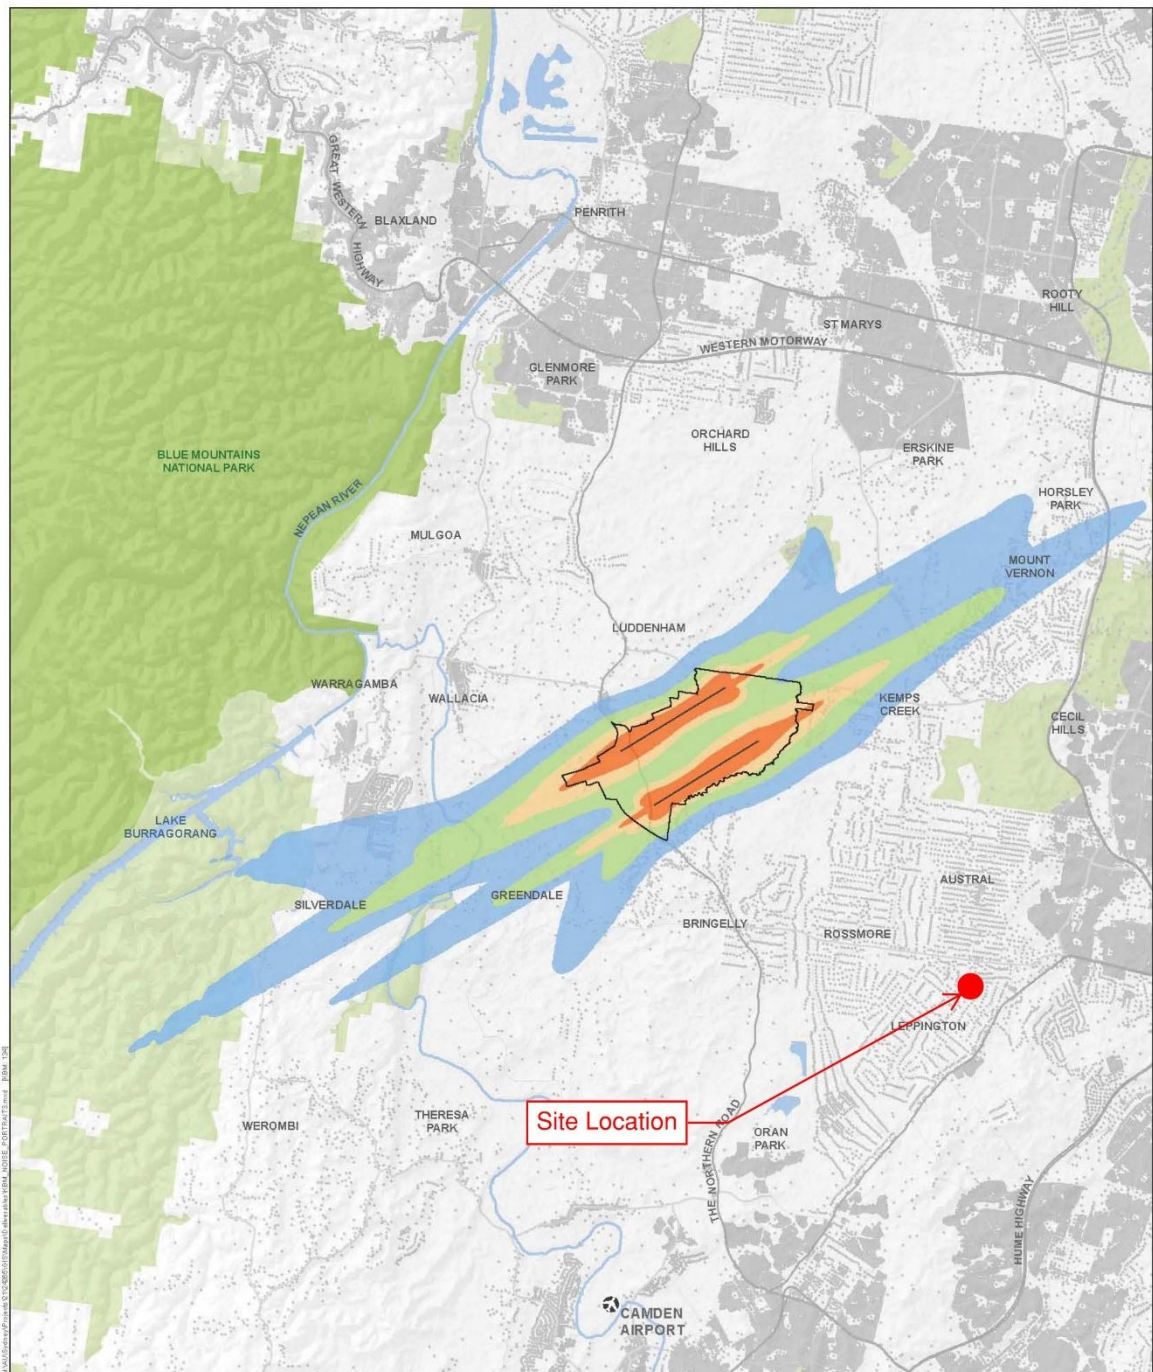 GREAT WESTERN
HIGHWAY
BLAXLAND
PENRITH
ROOTY
HILL
ST MARYS
WESTERN MOTORWAY
GLENMORE
PARK
ORCHARD
HILLS
ERSKINE
PARK
BLUE MOUNTAINS
NATIONAL PARK
NEPEAN RIVER
HORSLEY
PARK
MULGOA
MOUNT
VERNON
LUDDENHAM
WARRAGAMBA
WALLACIA
KEMPS
CREEK
CECIL
HILLS
LAKE
BURRAGORANG
AUSTRAL
SILVERDALE
GREENDALE
BRINGELLY
ROSSMORE
LEPPINGTON
THERESA
PARK
WEROMBI
Site Location
ORAN
PARK
THE NORTHERN ROAD
HUME HIGHWAY
CAMDEN
AIRPORT